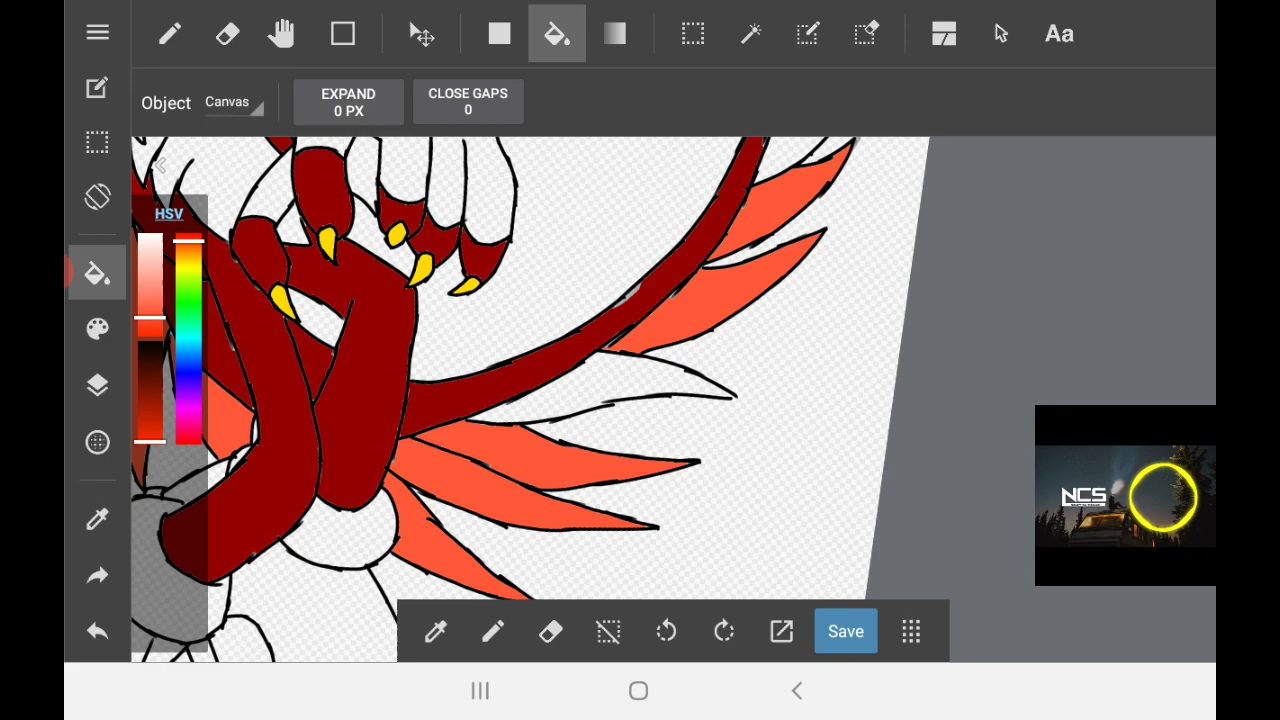 Aa
Object Canvas
EXPAND
0 PX
CLOSE GAPS
0
HSV
NCS
Save